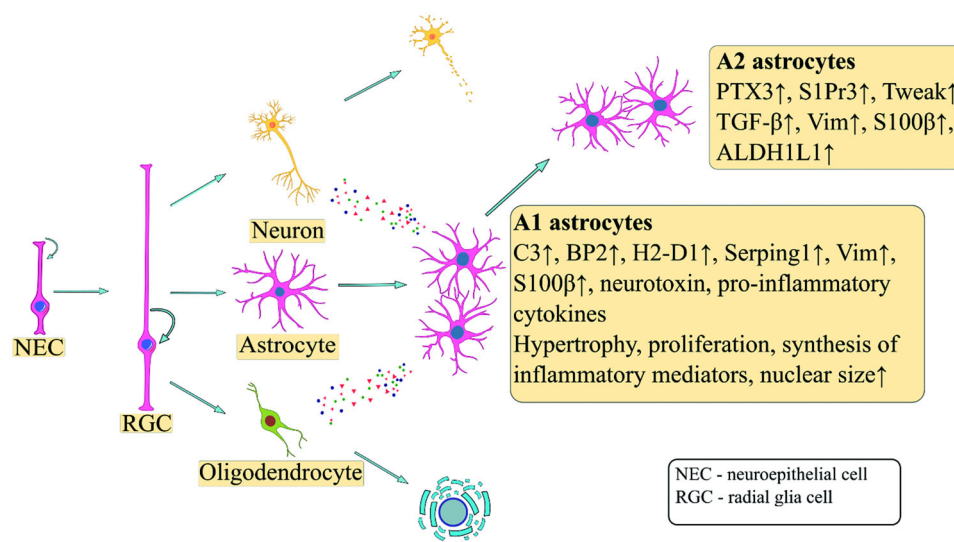 A2 astrocytes
PTX3↑, S1Pr3↑, Tweak↑
TGF-β↑, Vim↑, S100β↑,
ALDH1L1↑
Neuron
A1 astrocytes
C3↑, BP2↑, H2-D1↑, Serping1↑, Vim↑,
S100β↑, neurotoxin, pro-inflammatory
cytokines
Hypertrophy, proliferation, synthesis of
inflammatory mediators, nuclear size↑
NEC
Astrocyte
RGC
Oligodendrocyte
NEC - neuroepithelial cell
RGC - radial glia cell